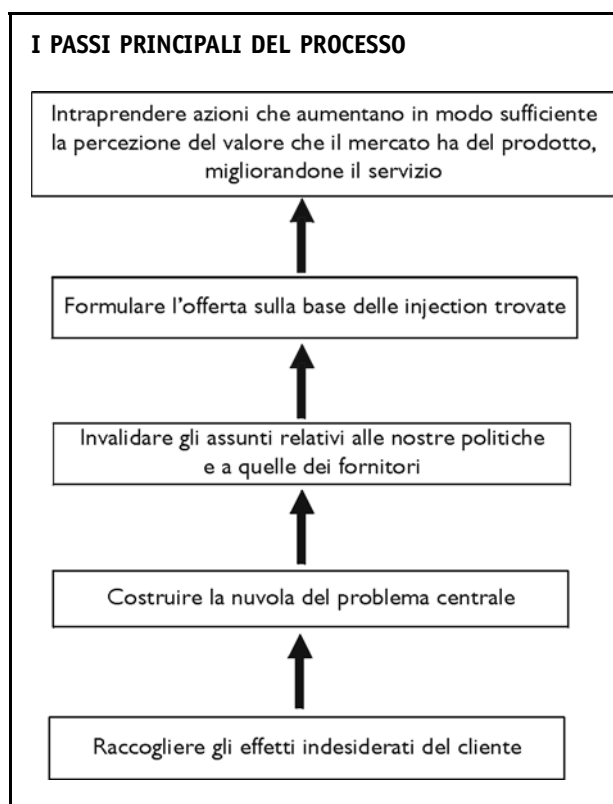 I PASSI PRINCIPALI DEL PROCESSO
Intraprendere azioni che aumentano in modo sufficiente
la percezione del valore che il mercato ha del prodotto,
migliorandone il servizio
Formulare l'offerta sulla base delle injection trovate
Invalidare gli assunti relativi alle nostre politiche
e a quelle dei fornitori
Costruire la nuvola del problema centrale
Raccogliere gli effetti indesiderati del cliente